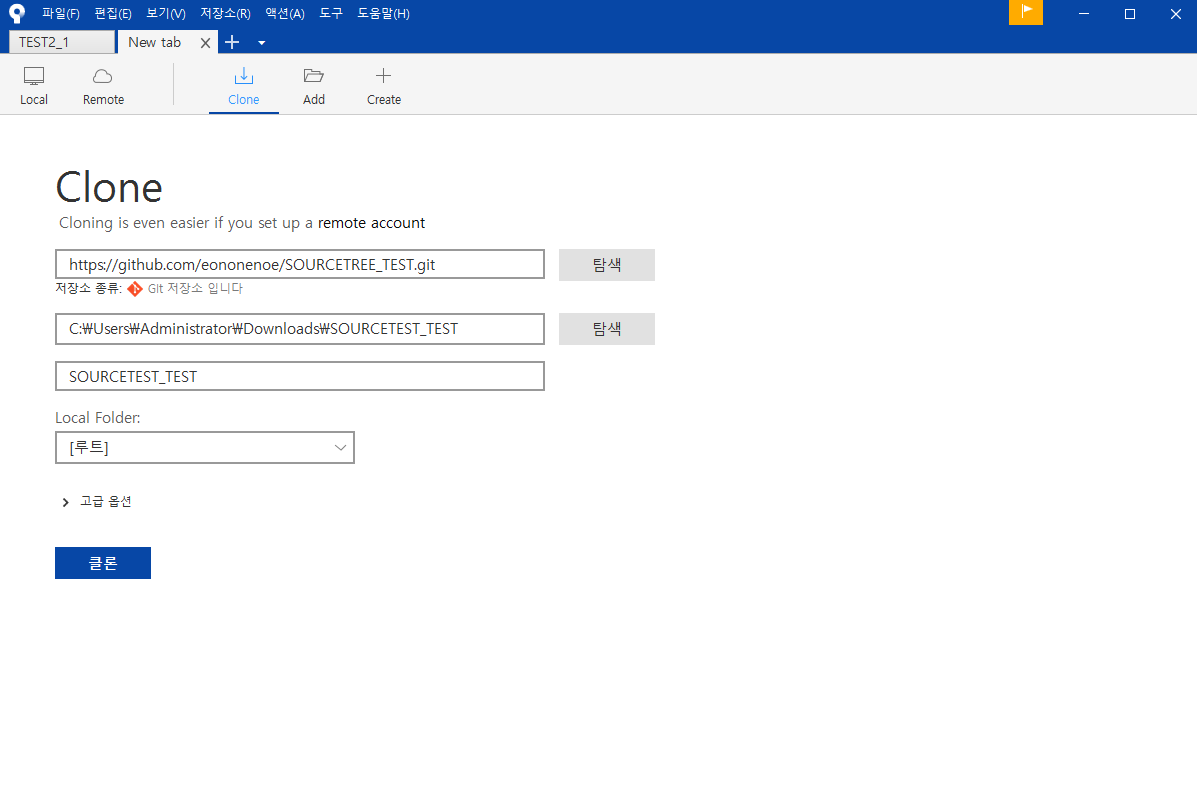 파일(F) 편집(E) 보기(V) 저장소(R) 액션(A) 도구 도움말(H)
TEST2_1 New tab
Local Remote Clone Add Create
Clone
Cloning is even easier if you set up a remote account
https://github.com/eononenoe/SOURCETREE_TEST.git 탐색
저장소 종류: Git 저장소 입니다
C:₩Users₩Administrator₩Downloads₩SOURCETEST_TEST 탐색
SOURCETEST_TEST
Local Folder:
[루트]
고급 옵션
클론